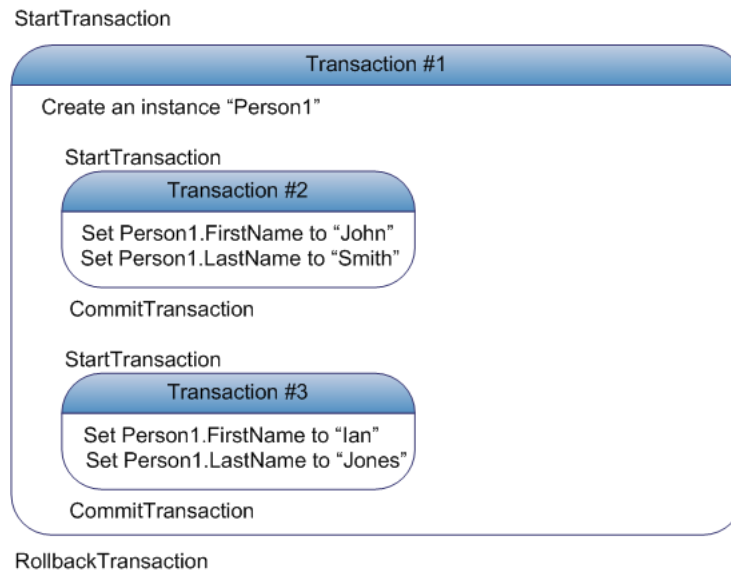 StartTransaction
Transaction #1
Create an instance “Person1”
StartTransaction
Transaction #2
Set Person1.FirstName to “John”
Set Person1.LastName to “Smith”
CommitTransaction
StartTransaction
Transaction #3
Set Person1.FirstName to “Ian”
Set Person1.LastName to “Jones”
CommitTransaction
RollbackTransaction